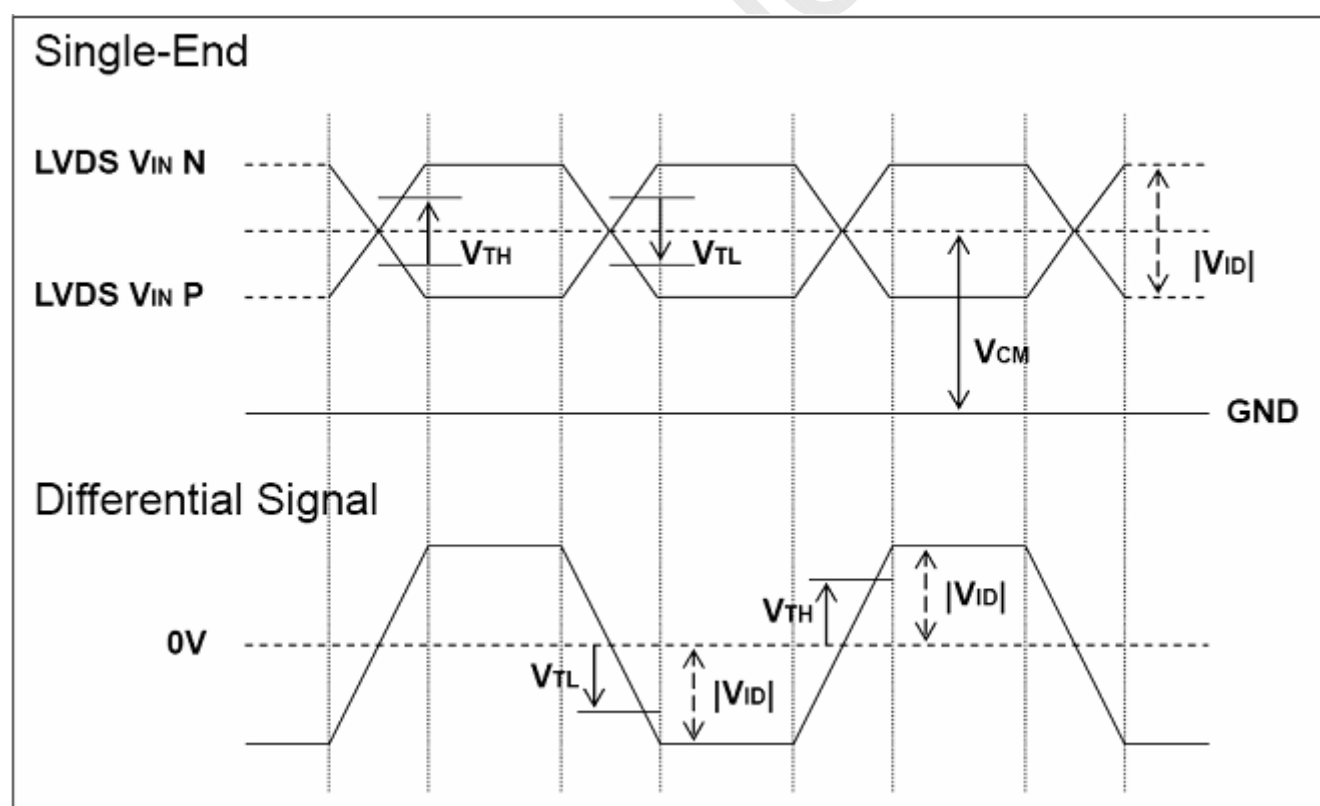 Single-End
LVDS VIN N
VTH
VTL
|VID|
LVDS VIN P
VCM
GND
Differential Signal
VTH
|VID|
0V
VTL
|VID|